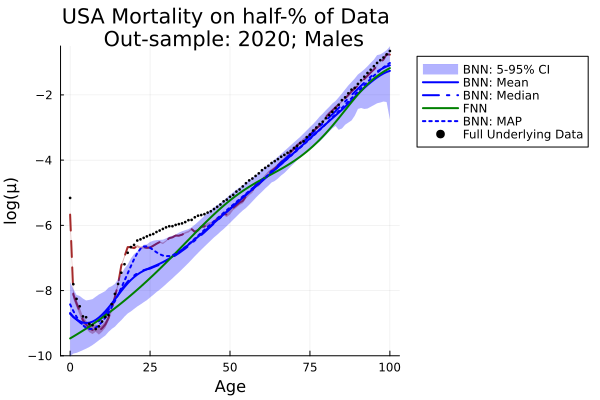 USA Mortality on half-% of Data
Out-sample: 2020; Males
BNN: 5-95% CI
BNN: Mean
BNN: Median
FNN
BNN: MAP
Full Underlying Data
log(μ)
−2
−4
−6
−8
−10
0 25 50 75 100
Age